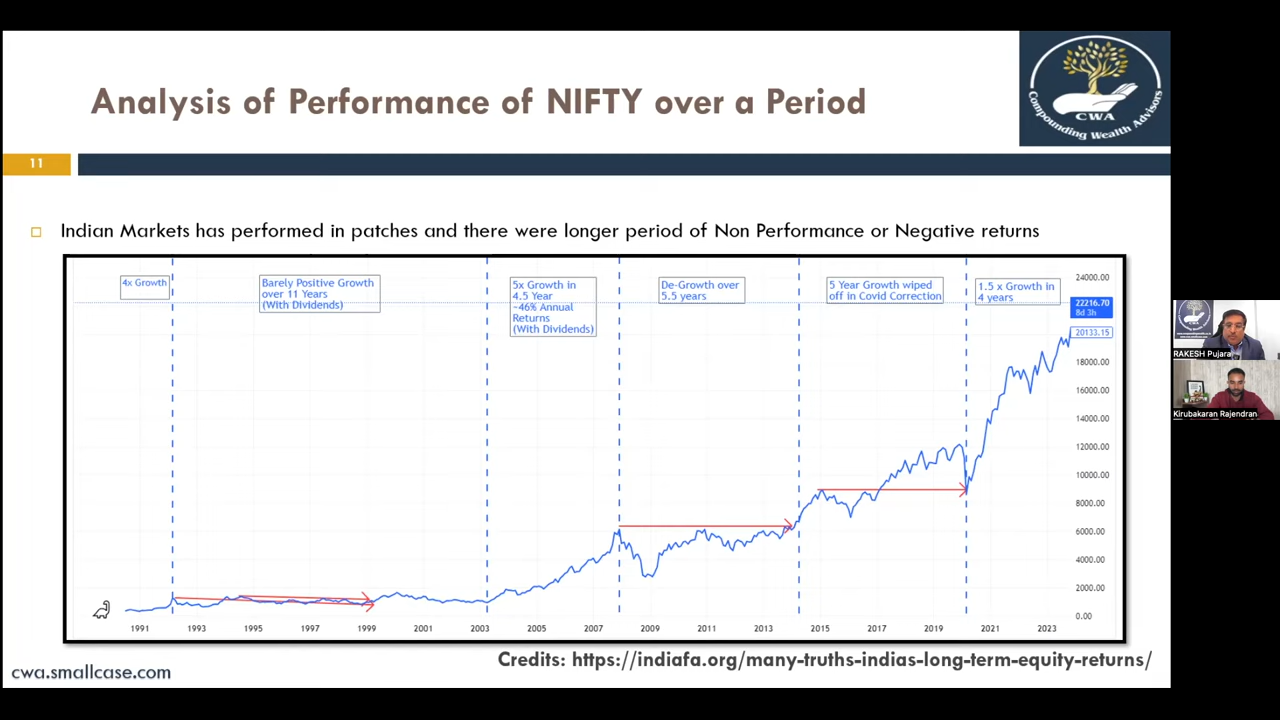 Analysis of Performance of NIFTY over a Period
CWA
Compounding Wealth Advisors
11
Indian Markets has performed in patches and there were longer period of Non Performance or Negative returns
4x Growth
Barely Positive Growth
over 11 Years
(With Dividends)
5x Growth in
4.5 Year
~46% Annual
Returns
(With Dividends)
De-Growth over
5.5 years
5 Year Growth wiped
off in Covid Correction
1.5 x Growth in
4 years
24000.00
22216.70
8d 3h
20133.15
18000.00
16000.00
14000.00
12000.00
10000.00
8000.00
6000.00
4000.00
2000.00
0.00
1991 1993 1995 1997 1999 2001 2003 2005 2007 2009 2011 2013 2015 2017 2019 2021 2023
Credits: https://indiafa.org/many-truths-indias-long-term-equity-returns/
cwa.smallcase.com
RAKESH Pujara
Kirubakaran Rajendran